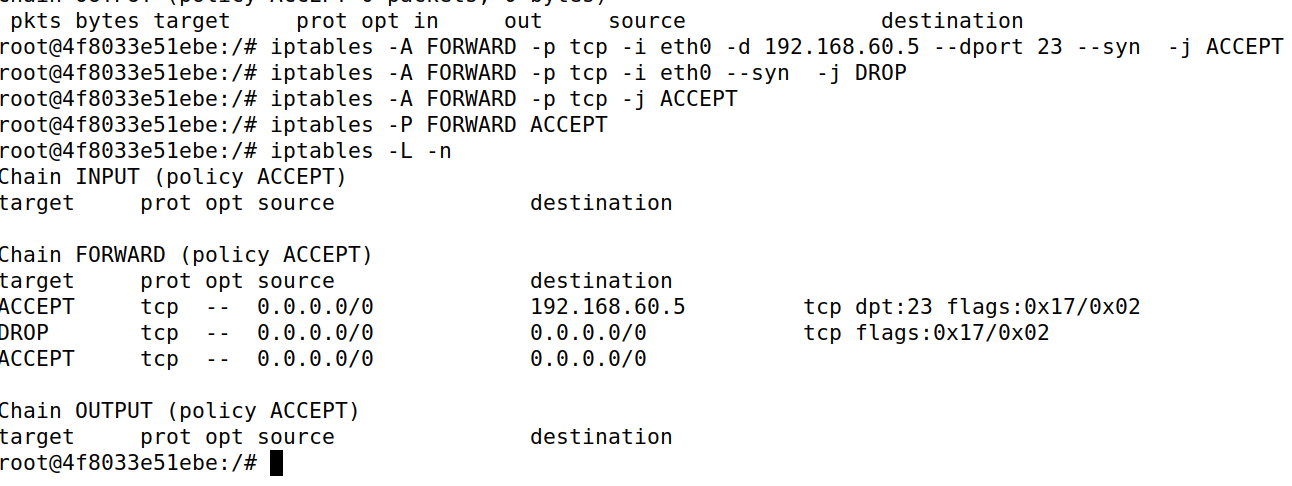 Chain OUTPUT (policy ACCEPT 0 packets, 0 bytes)
pkts bytes target     prot opt in     out     source               destination
root@4f8033e51ebe:/# iptables -A FORWARD -p tcp -i eth0 -d 192.168.60.5 --dport 23 --syn  -j ACCEPT
root@4f8033e51ebe:/# iptables -A FORWARD -p tcp -i eth0 --syn  -j DROP
root@4f8033e51ebe:/# iptables -A FORWARD -p tcp -j ACCEPT
root@4f8033e51ebe:/# iptables -P FORWARD ACCEPT
root@4f8033e51ebe:/# iptables -L -n
Chain INPUT (policy ACCEPT)
target     prot opt source               destination
Chain FORWARD (policy ACCEPT)
target     prot opt source               destination
ACCEPT     tcp  --  0.0.0.0/0            192.168.60.5         tcp dpt:23 flags:0x17/0x02
DROP       tcp  --  0.0.0.0/0            0.0.0.0/0            tcp flags:0x17/0x02
ACCEPT     tcp  --  0.0.0.0/0            0.0.0.0/0
Chain OUTPUT (policy ACCEPT)
target     prot opt source               destination
root@4f8033e51ebe:/#